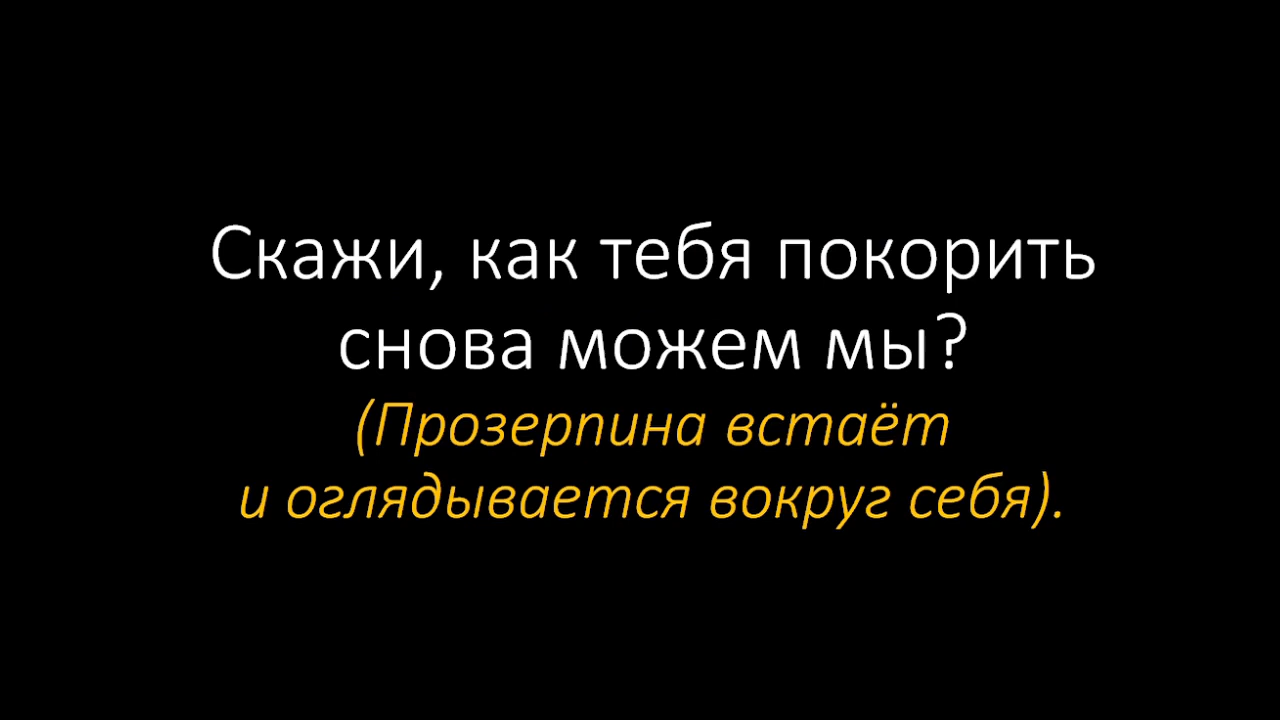 Скажи, как тебя покорить
снова можем мы?
(Прозерпина встаёт
и оглядывается вокруг себя).